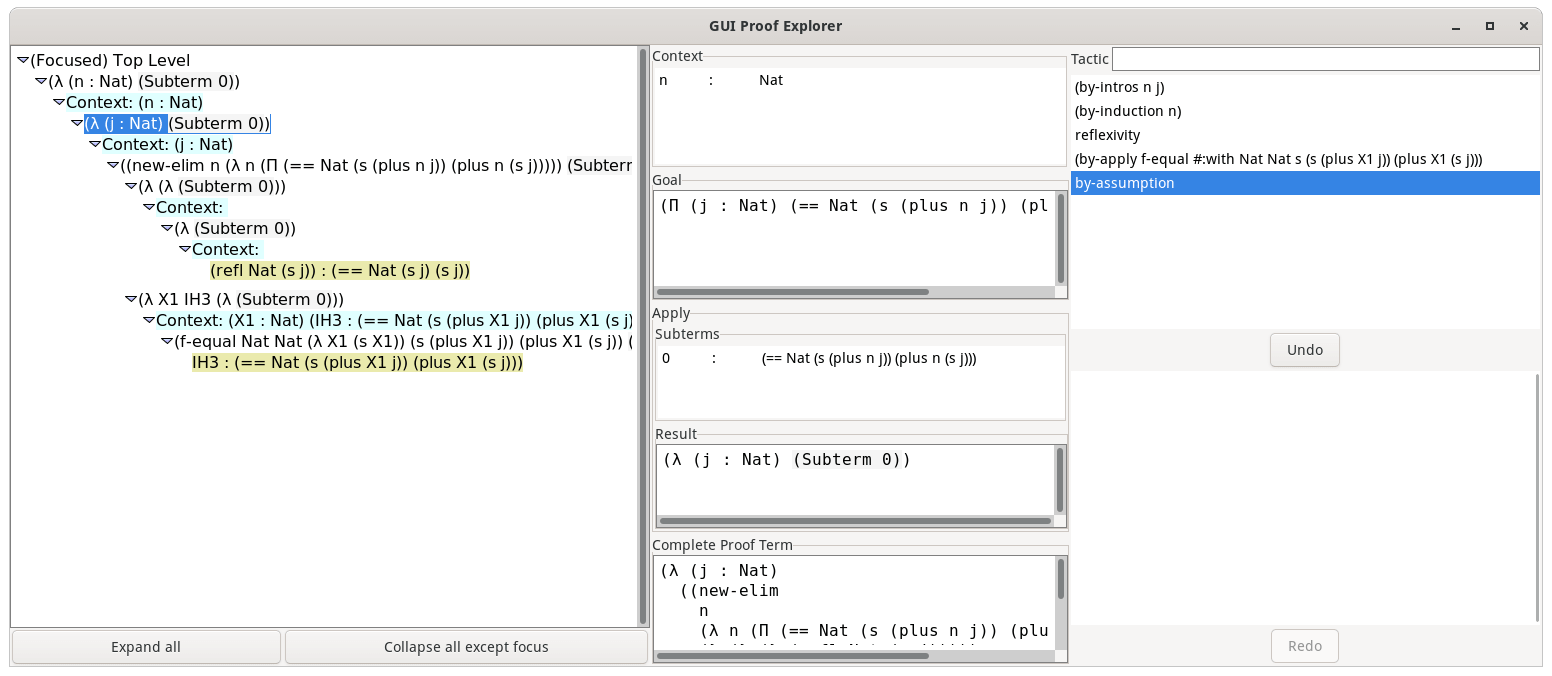 GUI Proof Explorer
(Focused) Top Level
(λ (n : Nat) (Subterm 0))
Context: (n : Nat)
(λ (j : Nat) (Subterm 0))
Context: (j : Nat)
((new-elim n (λ n (Π (== Nat (s (plus n j)) (plus n (s j))))) (Subterr
(λ (λ (Subterm 0)))
Context:
(λ (Subterm 0))
Context:
(refl Nat (s j)) : (== Nat (s j) (s j))
(λ X1 IH3 (λ (Subterm 0)))
Context: (X1 : Nat) (IH3 : (== Nat (s (plus X1 j)) (plus X1 (s j)
(f-equal Nat Nat (λ X1 (s X1)) (s (plus X1 j)) (plus X1 (s j)) (
IH3 : (== Nat (s (plus X1 j)) (plus X1 (s j)))
Expand all
Collapse all except focus
Context
n : Nat
Goal
(Π (j : Nat) (== Nat (s (plus n j)) (pl
Apply
Subterms
0 : (== Nat (s (plus n j)) (plus n (s j)))
Result
(λ (j : Nat) (Subterm 0))
Complete Proof Term
(λ (j : Nat)
((new-elim
n
(λ n (Π (== Nat (s (plus n j)) (plu
Tactic
(by-intros n j)
(by-induction n)
reflexivity
(by-apply f-equal #:with Nat Nat s (s (plus X1 j)) (plus X1 (s j)))
by-assumption
Undo
Redo